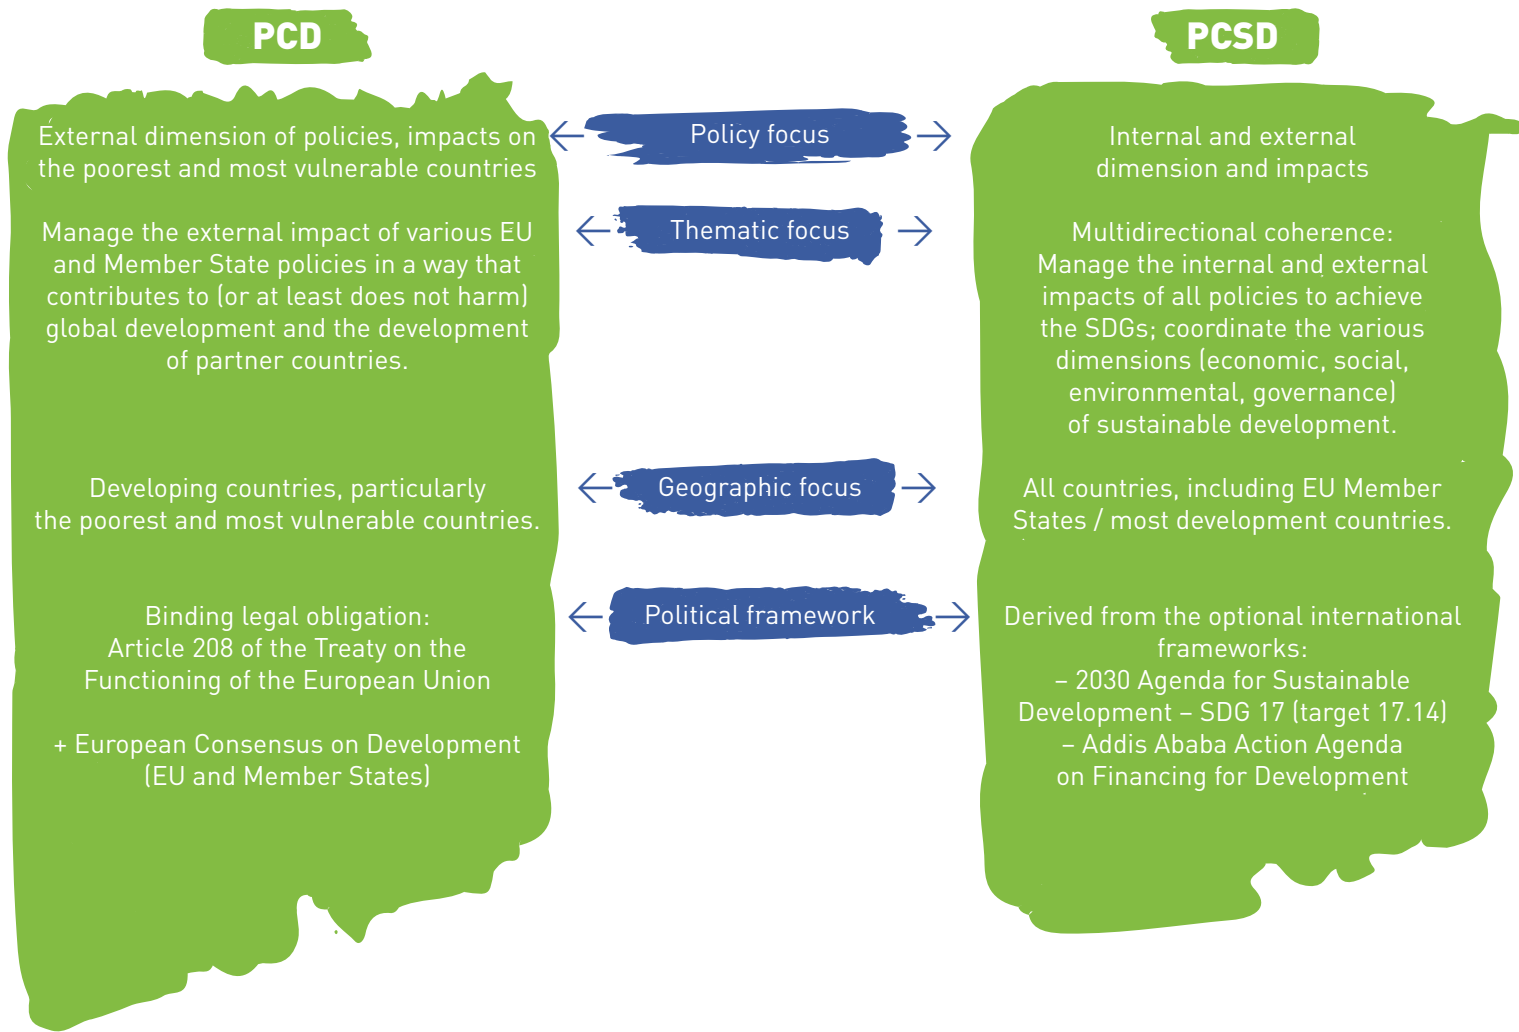 PCD
PCSD
External dimension of policies, impacts on
the poorest and most vulnerable countries
Policy focus
Internal and external
dimension and impacts
Manage the external impact of various EU
and Member State policies in a way that
contributes to (or at least does not harm)
global development and the development
of partner countries.
Thematic focus
Multidirectional coherence:
Manage the internal and external
impacts of all policies to achieve
the SDGs; coordinate the various
dimensions (economic, social,
environmental, governance)
of sustainable development.
Developing countries, particularly
the poorest and most vulnerable countries.
Geographic focus
All countries, including EU Member
States / most development countries.
Binding legal obligation:
Article 208 of the Treaty on the
Functioning of the European Union
+ European Consensus on Development
(EU and Member States)
Political framework
Derived from the optional international
frameworks:
– 2030 Agenda for Sustainable
Development – SDG 17 (target 17.14)
– Addis Ababa Action Agenda
on Financing for Development